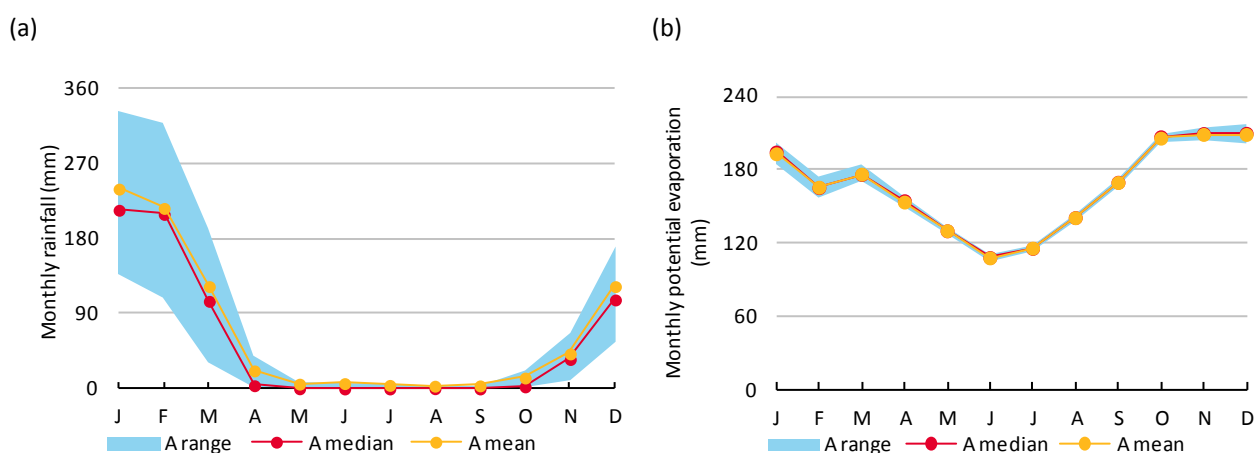 (a)
Monthly rainfall (mm)
360
270
180
90
0
J F M A M J J A S O N D
A range A median A mean
(b)
Monthly potential evaporation
(mm)
240
180
120
60
0
J F M A M J J A S O N D
A range A median A mean